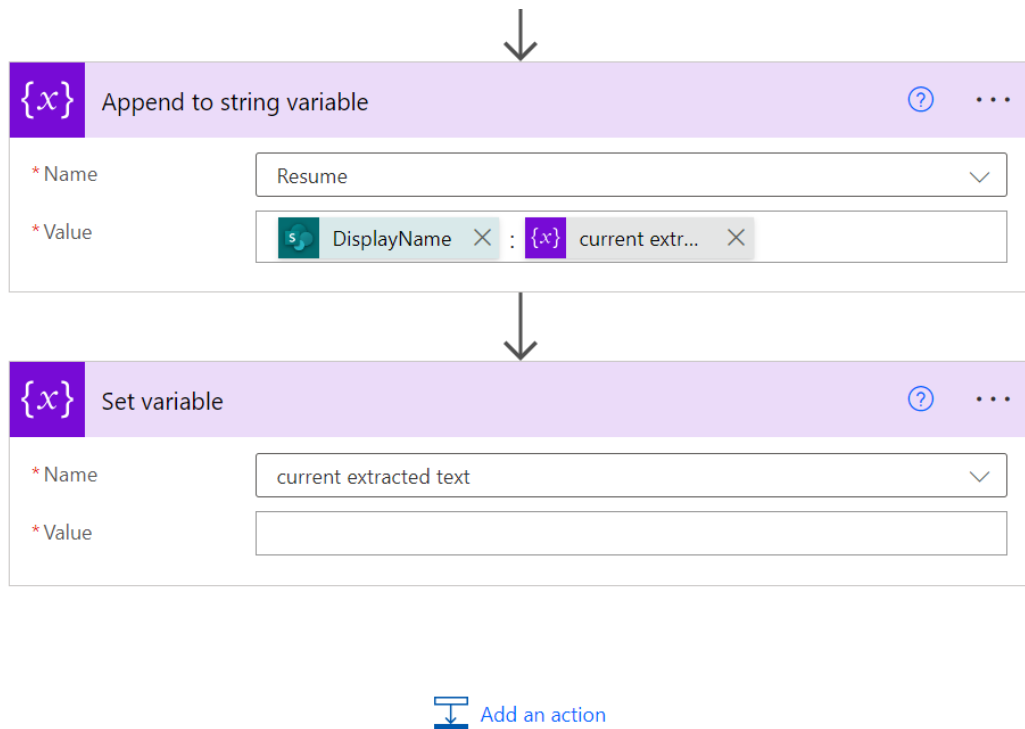 {x} Append to string variable ? ...
* Name Resume
* Value s DisplayName × : {x} current extr... ×
{x} Set variable ? ...
* Name current extracted text
* Value
Add an action